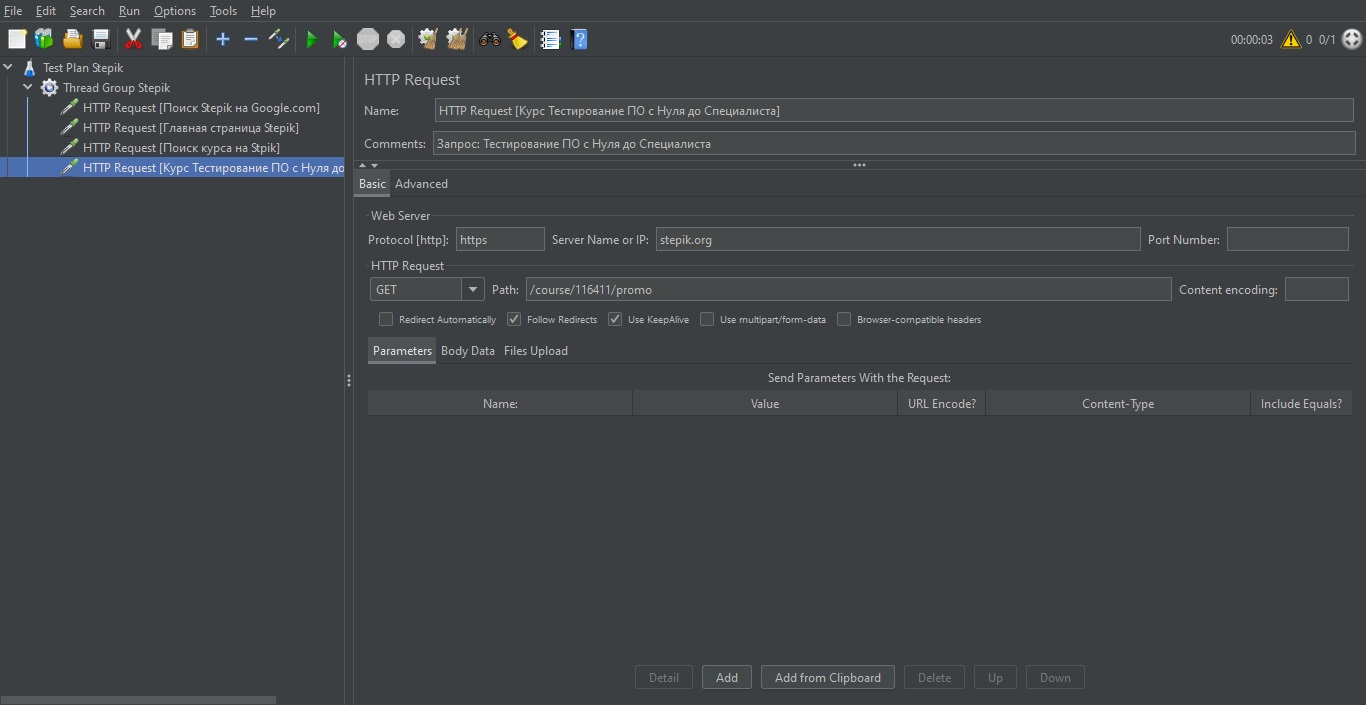 File Edit Search Run Options Tools Help
00:00:03 0 0/1
Test Plan Stepik
Thread Group Stepik
HTTP Request [Поиск Stepik на Google.com]
HTTP Request [Главная страница Stepik]
HTTP Request [Поиск курса на Stpik]
HTTP Request [Курс Тестирование ПО с Нуля до
HTTP Request
Name: HTTP Request [Курс Тестирование ПО с Нуля до Специалиста]
Comments: Запрос: Тестирование ПО с Нуля до Специалиста
Basic Advanced
Web Server
Protocol [http]: https Server Name or IP: stepik.org Port Number:
HTTP Request
GET Path: /course/116411/promo Content encoding:
Redirect Automatically Follow Redirects Use KeepAlive Use multipart/form-data Browser-compatible headers
Parameters Body Data Files Upload
Send Parameters With the Request:
Name: Value URL Encode? Content-Type Include Equals?
Detail Add Add from Clipboard Delete Up Down